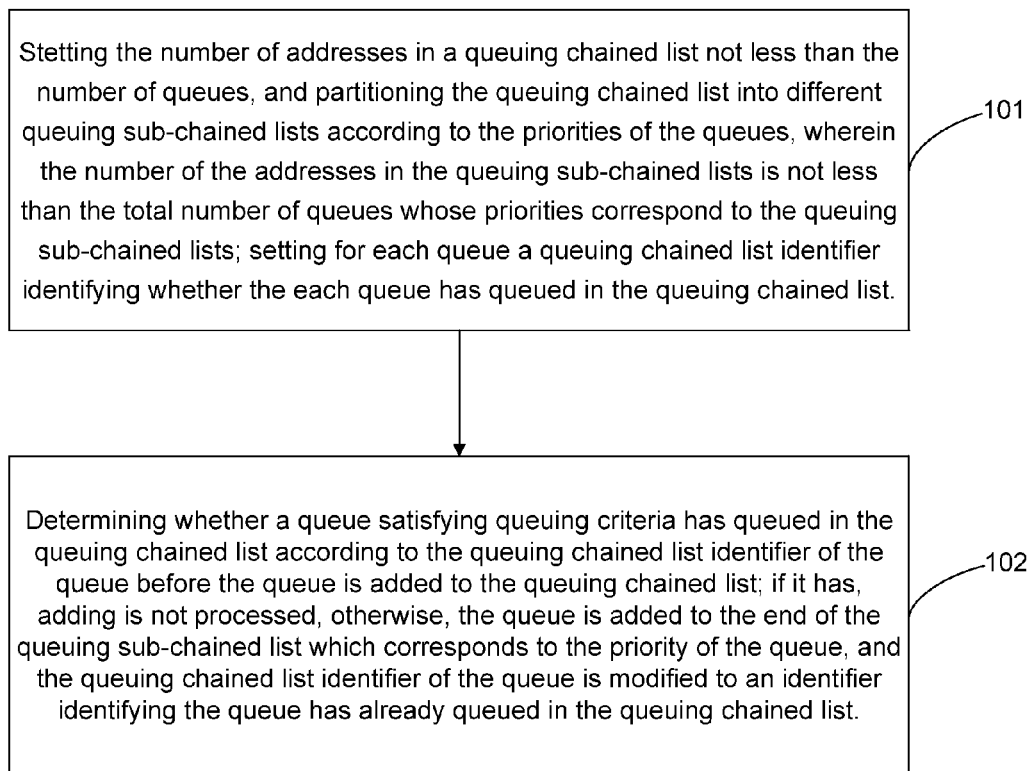 Stetting the number of addresses in a queuing chained list not less than the
number of queues, and partitioning the queuing chained list into different
queuing sub-chained lists according to the priorities of the queues, wherein
the number of the addresses in the queuing sub-chained lists is not less
than the total number of queues whose priorities correspond to the queuing
sub-chained lists; setting for each queue a queuing chained list identifier
identifying whether the each queue has queued in the queuing chained list.
101
Determining whether a queue satisfying queuing criteria has queued in the
queuing chained list according to the queuing chained list identifier of the
queue before the queue is added to the queuing chained list; if it has,
adding is not processed, otherwise, the queue is added to the end of the
queuing sub-chained list which corresponds to the priority of the queue, and
the queuing chained list identifier of the queue is modified to an identifier
identifying the queue has already queued in the queuing chained list.
102